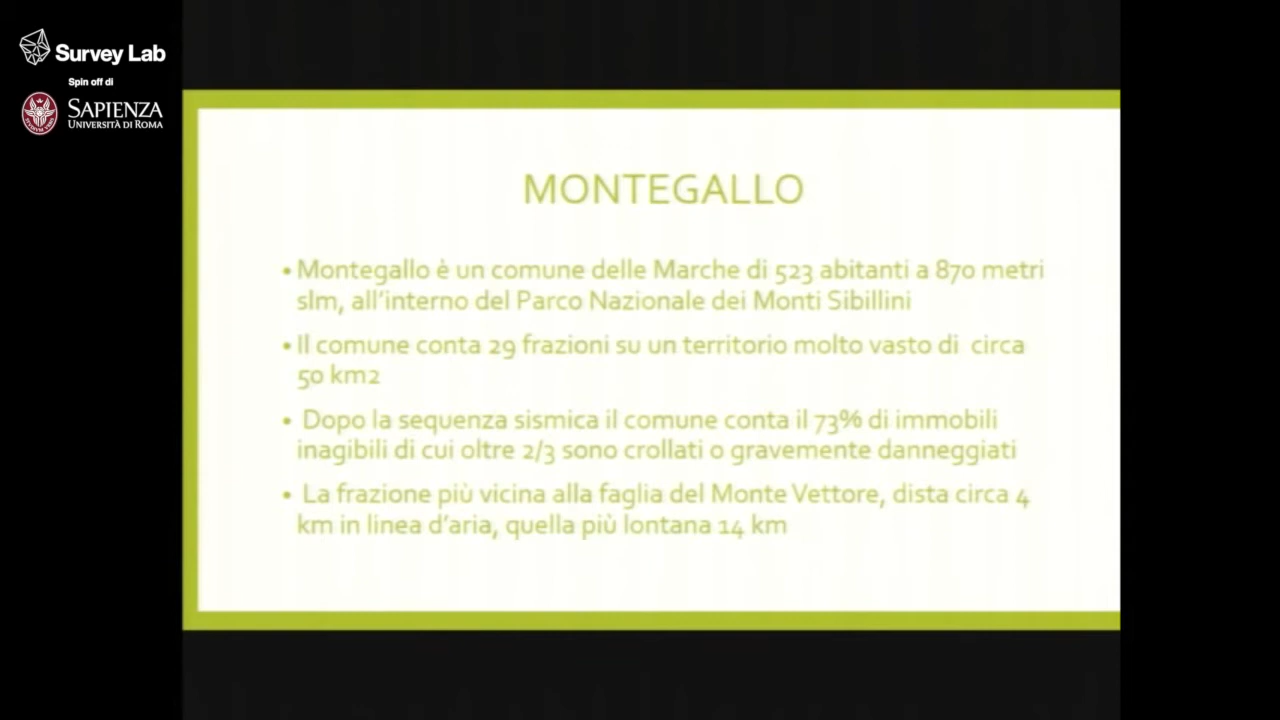 Survey Lab
Spin off di
SAPIENZA
UNIVERSITÀ DI ROMA
MONTEGALLO
• Montegallo è un comune delle Marche di 523 abitanti a 870 metri
slm, all'interno del Parco Nazionale dei Monti Sibillini
• Il comune conta 29 frazioni su un territorio molto vasto di circa
50 km2
• Dopo la sequenza sismica il comune conta il 73% di immobili
inagibili di cui oltre 2/3 sono crollati o gravemente danneggiati
• La frazione più vicina alla faglia del Monte Vettore, dista circa 4
km in linea d'aria, quella più lontana 14 km